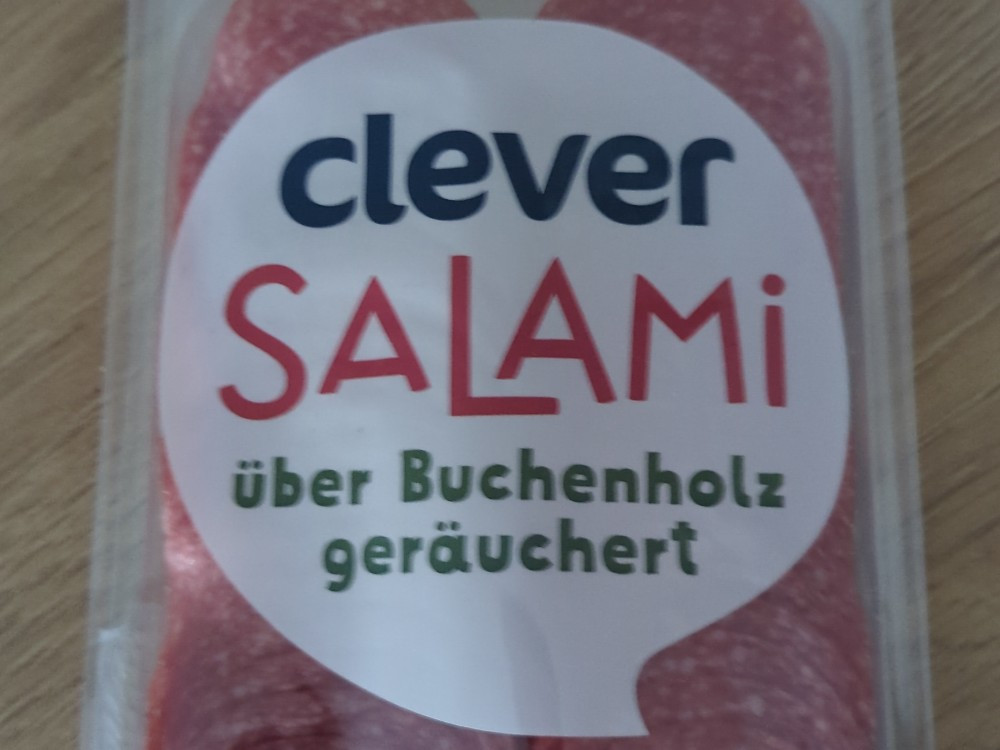 clever
SALAMi
über Buchenholz
geräuchert